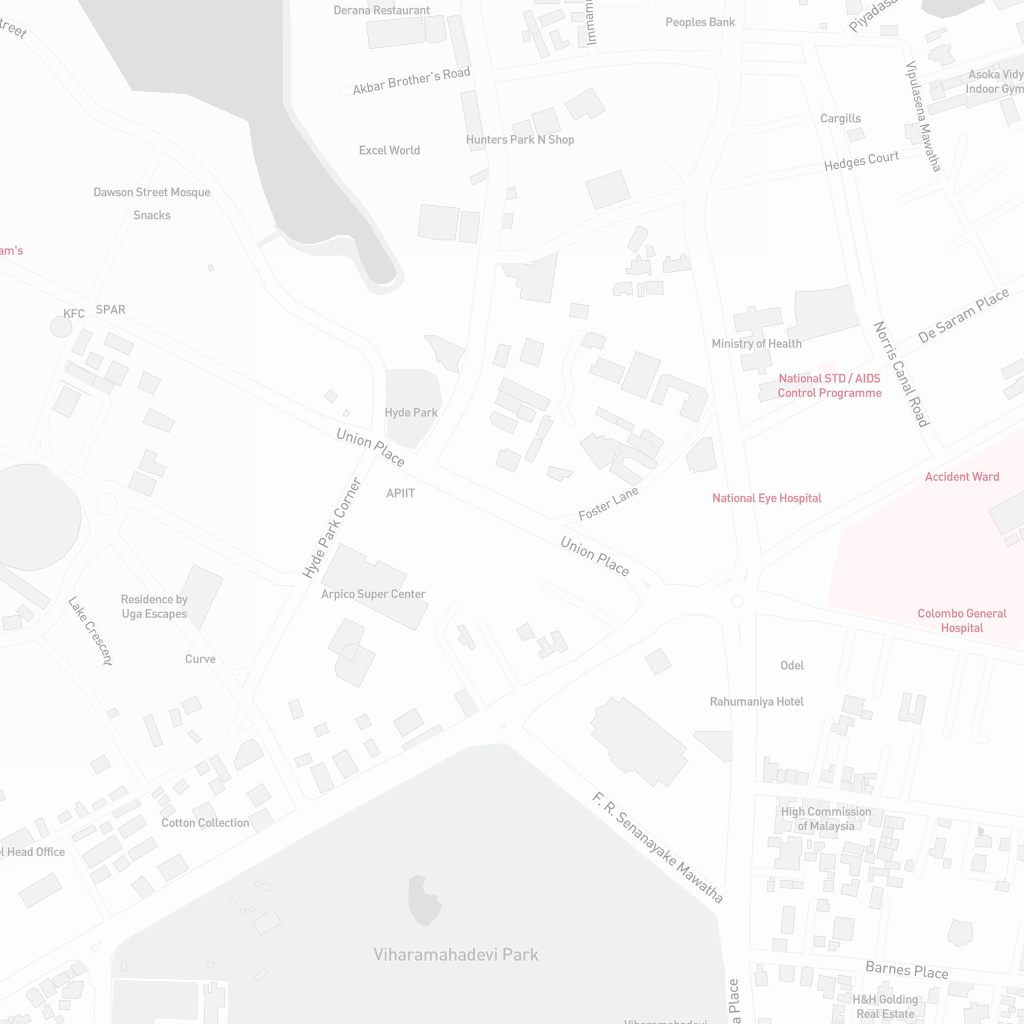 Derana Restaurant
Peoples Bank
Akbar Brother's Road
Vipulasena Mawatha
Asoka Vidy
Indoor Gym
Cargills
Hunters Park N Shop
Excel World
Hedges Court
Dawson Street Mosque
Snacks
KFC
SPAR
De Saram Place
Norris Canal Road
Ministry of Health
National STD / AIDS
Control Programme
Hyde Park
Union Place
Accident Ward
APIIT
National Eye Hospital
Foster Lane
Hyde Park Corner
Union Place
Arpico Super Center
Residence by
Uga Escapes
Lake Crescent
Colombo General
Hospital
Curve
Odel
Rahumaniya Hotel
F. R. Senanayake Mawatha
High Commission
of Malaysia
Cotton Collection
Head Office
Viharamahadevi Park
Barnes Place
H&H Golding
Real Estate
Place
Viharamahadevi